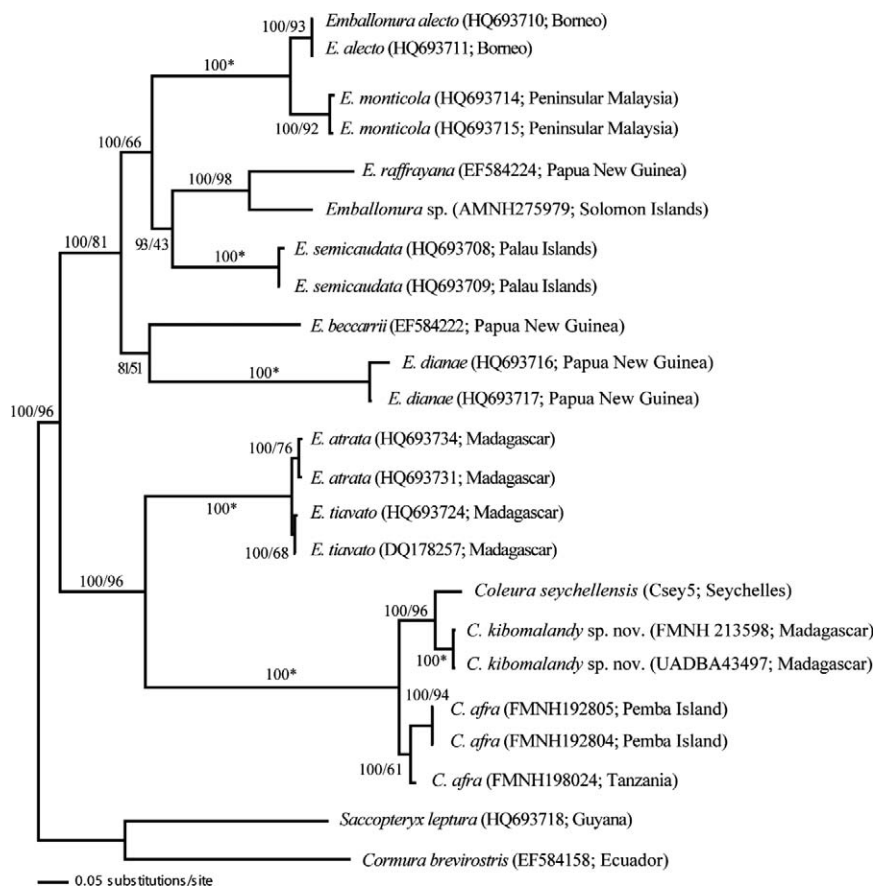 100/93
Emballonura alecto (HQ693710; Borneo)
E. alecto (HQ693711; Borneo)
100*
E. monticola (HQ693714; Peninsular Malaysia)
100/92
E. monticola (HQ693715; Peninsular Malaysia)
100/66
E. raffrayana (EF584224; Papua New Guinea)
100/98
Emballonura sp. (AMNH275979; Solomon Islands)
100/81
93/43
E. semicaudata (HQ693708; Palau Islands)
100*
E. semicaudata (HQ693709; Palau Islands)
E. beccarrii (EF584222; Papua New Guinea)
81/51
E. dianae (HQ693716; Papua New Guinea)
100*
E. dianae (HQ693717; Papua New Guinea)
100/96
E. atrata (HQ693734; Madagascar)
100/76
E. atrata (HQ693731; Madagascar)
100*
E. tiavato (HQ693724; Madagascar)
100/68
E. tiavato (DQ178257; Madagascar)
100/96
Coleura seychellensis (Csey5; Seychelles)
100/96
C. kibomalandy sp. nov. (FMNH 213598; Madagascar)
100*
C. kibomalandy sp. nov. (UADBA43497; Madagascar)
100*
100/94
C. afra (FMNH192805; Pemba Island)
C. afra (FMNH192804; Pemba Island)
100/61
C. afra (FMNH198024; Tanzania)
Saccopteryx leptura (HQ693718; Guyana)
Cormura brevirostris (EF584158; Ecuador)
0.05 substitutions/site